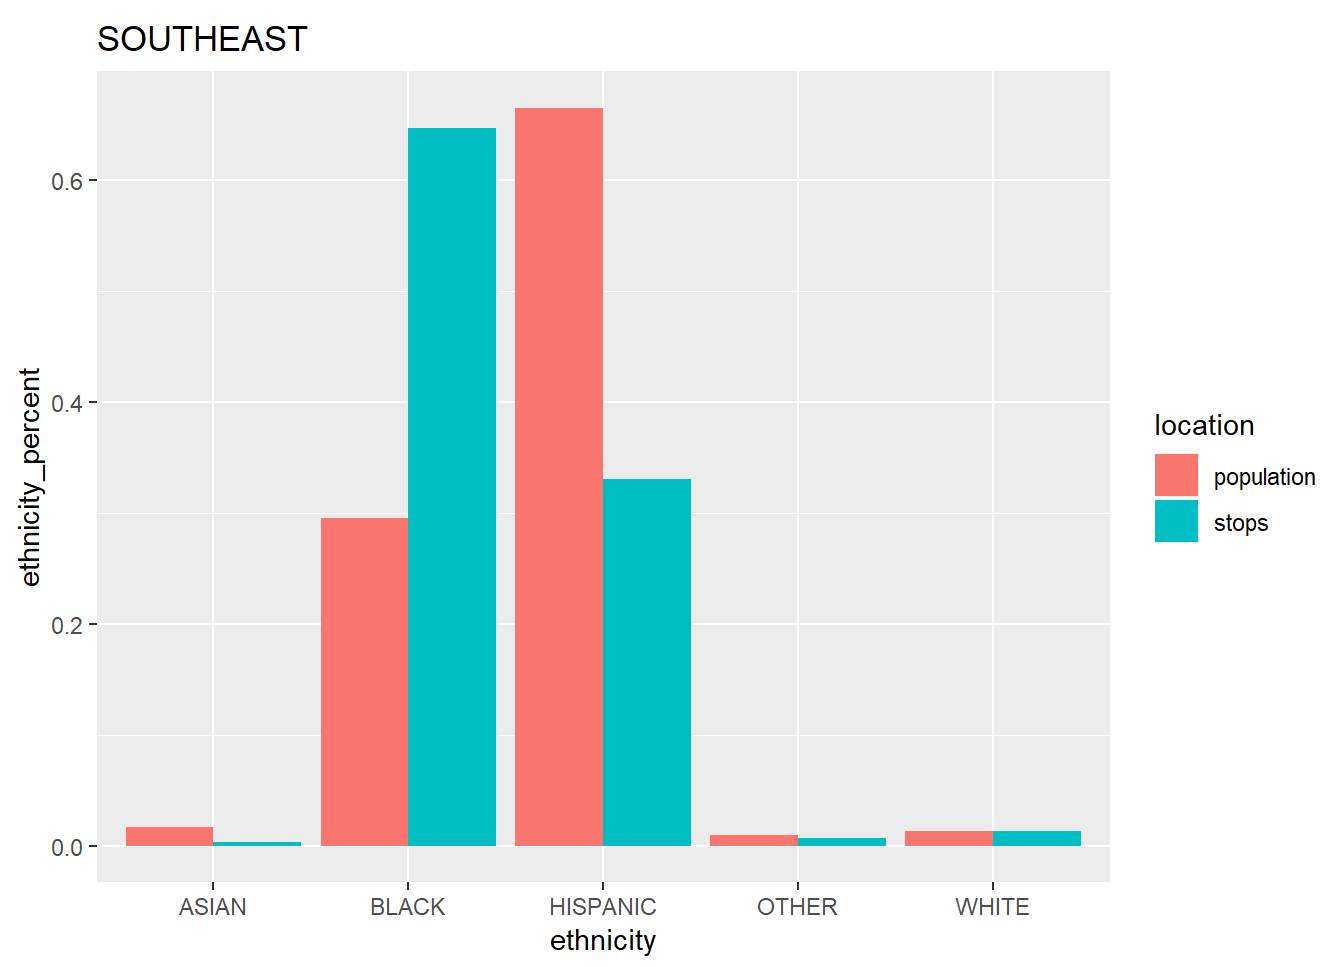 SOUTHEAST
ethnicity_percent
0.6
0.4
0.2
0.0
ASIAN BLACK HISPANIC OTHER WHITE
ethnicity
location
population
stops